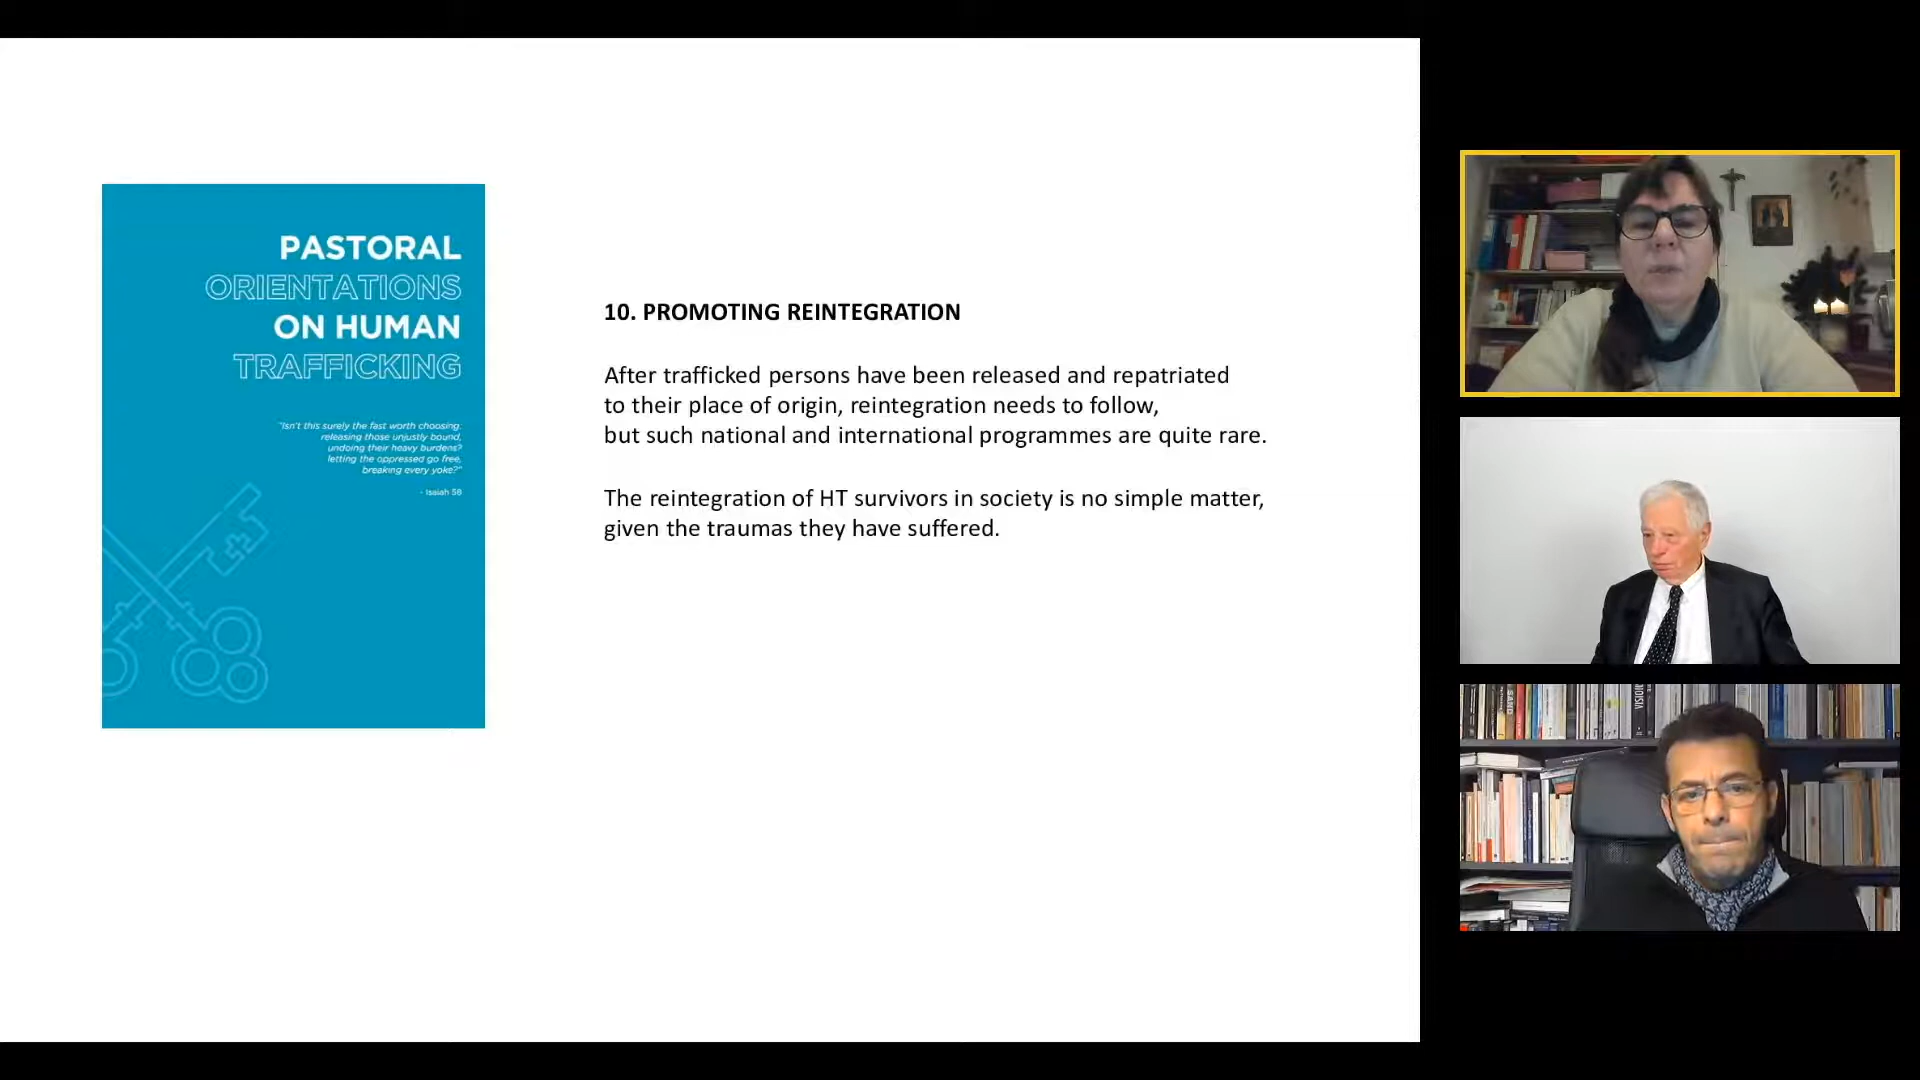 PASTORAL
ORIENTATIONS
ON HUMAN
TRAFFICKING
"Isn't this surely the fast worth choosing:
releasing those unjustly bound,
undoing their heavy burdens?
letting the oppressed go free,
breaking every yoke?"
- Isaiah 58
10. PROMOTING REINTEGRATION
After trafficked persons have been released and repatriated
to their place of origin, reintegration needs to follow,
but such national and international programmes are quite rare.
The reintegration of HT survivors in society is no simple matter,
given the traumas they have suffered.
SAND